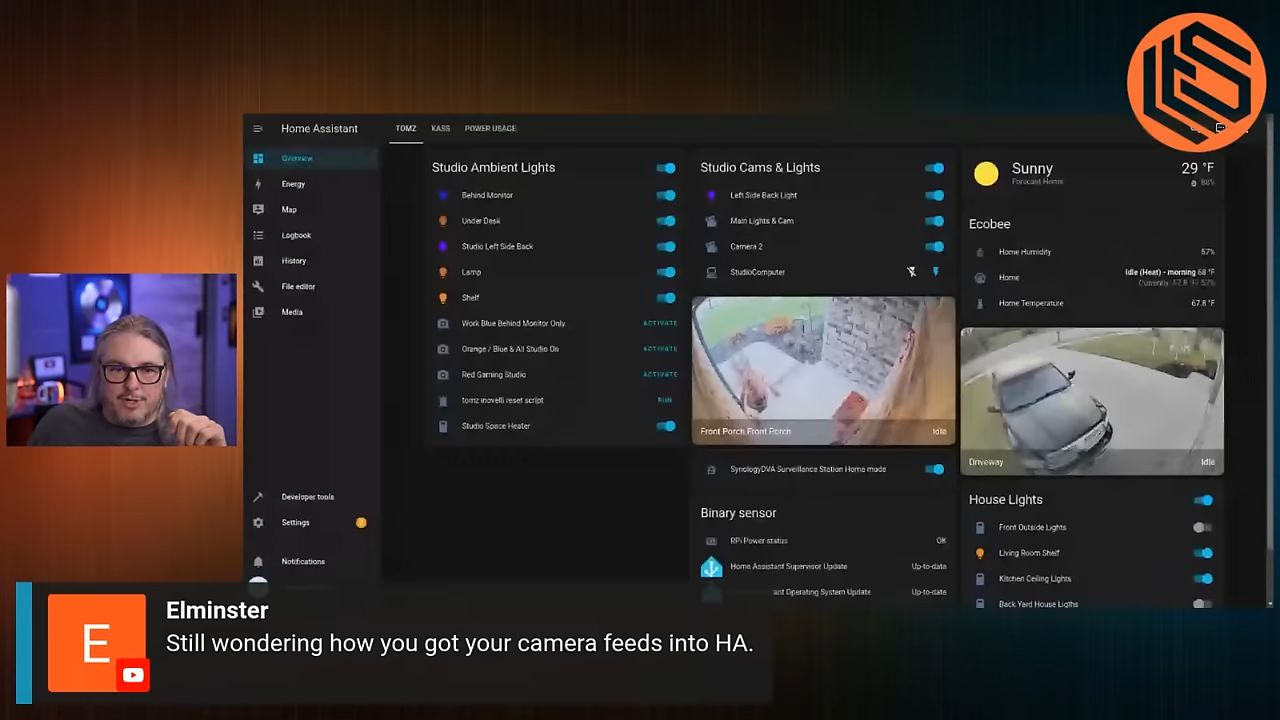 Home Assistant
TOMZ KASS POWER USAGE
Overview
Energy
Map
Logbook
History
File editor
Media
Developer tools
Settings
Notifications
Studio Ambient Lights
Behind Monitor
Under Desk
Studio Left Side Back
Lamp
Shelf
Work Blue Behind Monitor Only ACTIVATE
Orange / Blue & All Studio On ACTIVATE
Red Gaming Studio ACTIVATE
tomz inovelli reset script RUN
Studio Space Heater
Studio Cams & Lights
Left Side Back Light
Main Lights & Cam
Camera 2
StudioComputer
Front Porch Front Porch Idle
SynologyDVA Surveillance Station Home mode
Binary sensor
RPi Power status OK
Home Assistant Supervisor Update Up-to-date
ant Operating System Update Up-to-date
Sunny 29 °F
Forecast Home 88%
Ecobee
Home Humidity 57%
Home Idle (Heat) - morning 68 °F
Currently: 67.8 °F / 57%
Home Temperature 67.8 °F
Driveway Idle
House Lights
Front Outside Lights
Living Room Shelf
Kitchen Ceiling Lights
Back Yard House Ligths
E
Elminster
Still wondering how you got your camera feeds into HA.